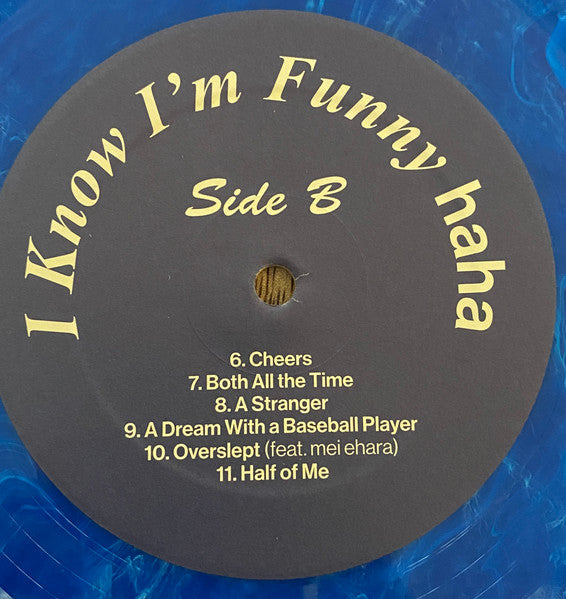 I Know I'm Funny haha
Side B
6. Cheers
7. Both All the Time
8. A Stranger
9. A Dream With a Baseball Player
10. Overslept (feat. mei ehara)
11. Half of Me